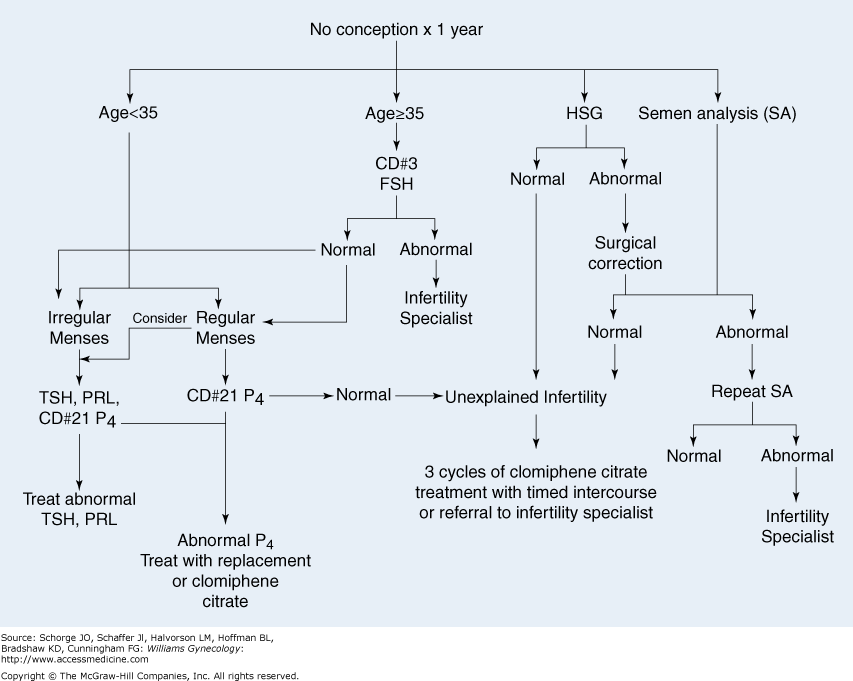 No conception x 1 year
Age<35
Age≥35
HSG
Semen analysis (SA)
CD#3
FSH
Normal
Abnormal
Surgical
correction
Normal
Abnormal
Infertility
Specialist
Irregular
Menses
Consider
Regular
Menses
Normal
Abnormal
TSH, PRL,
CD#21 P4
CD#21 P4
Normal
Unexplained Infertility
Repeat SA
Normal
Abnormal
Treat abnormal
TSH, PRL
3 cycles of clomiphene citrate
treatment with timed intercourse
or referral to infertility specialist
Infertility
Specialist
Abnormal P4
Treat with replacement
or clomiphene
citrate
Source: Schorge JO, Schaffer JI, Halvorson LM, Hoffman BL,
Bradshaw KD, Cunningham FG: Williams Gynecology:
http://www.accessmedicine.com
Copyright © The McGraw-Hill Companies, Inc. All rights reserved.